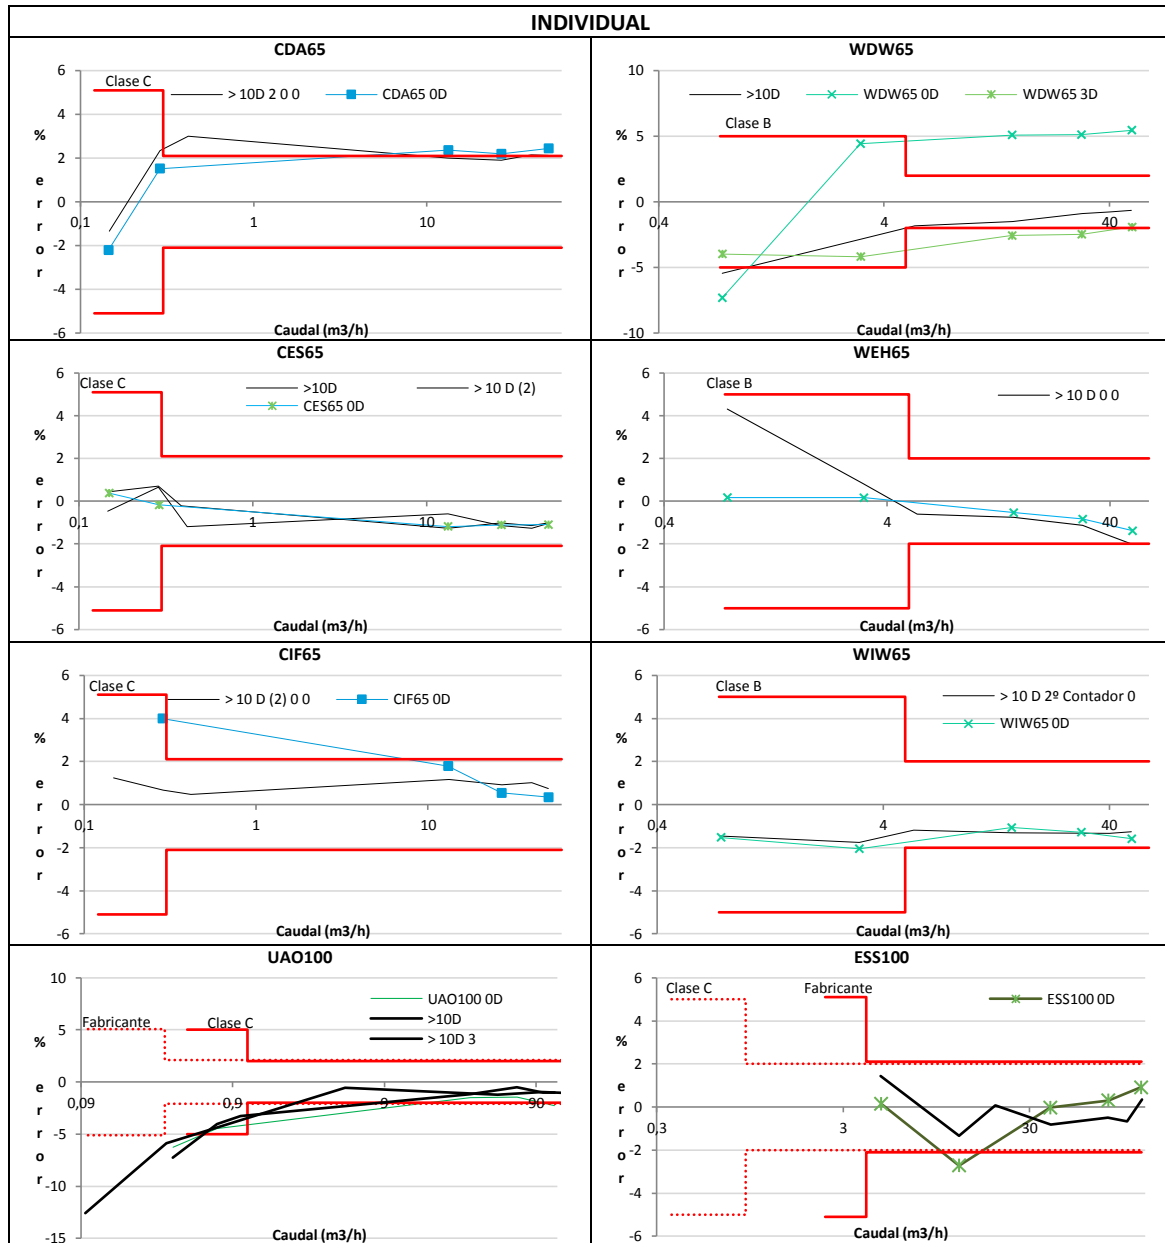 INDIVIDUAL
CDA65
Clase C
> 10D 2 0 0
CDA65 0D
6
4
2
0
-2
-4
-6
% error
0,1
1
10
Caudal (m3/h)
WDW65
>10D
WDW65 0D
WDW65 3D
Clase B
10
5
0
-5
-10
% error
0,4
4
40
Caudal (m3/h)
CES65
Clase C
>10D
> 10 D (2)
CES65 0D
6
4
2
0
-2
-4
-6
% error
0,1
1
10
Caudal (m3/h)
WEH65
Clase B
> 10 D 0 0
6
4
2
0
-2
-4
-6
% error
0,4
4
40
Caudal (m3/h)
CIF65
Clase C
> 10 D (2) 0 0
CIF65 0D
6
4
2
0
-2
-4
-6
% error
0,1
1
10
Caudal (m3/h)
WIW65
Clase B
> 10 D 2º Contador 0
WIW65 0D
6
4
2
0
-2
-4
-6
% error
0,4
4
40
Caudal (m3/h)
UAO100
UAO100 0D
>10D
> 10D 3
Fabricante
Clase C
10
5
0
-5
-10
-15
% error
0,09
0,9
9
90
Caudal (m3/h)
ESS100
Clase C
Fabricante
ESS100 0D
6
4
2
0
-2
-4
-6
% error
0,3
3
30
Caudal (m3/h)